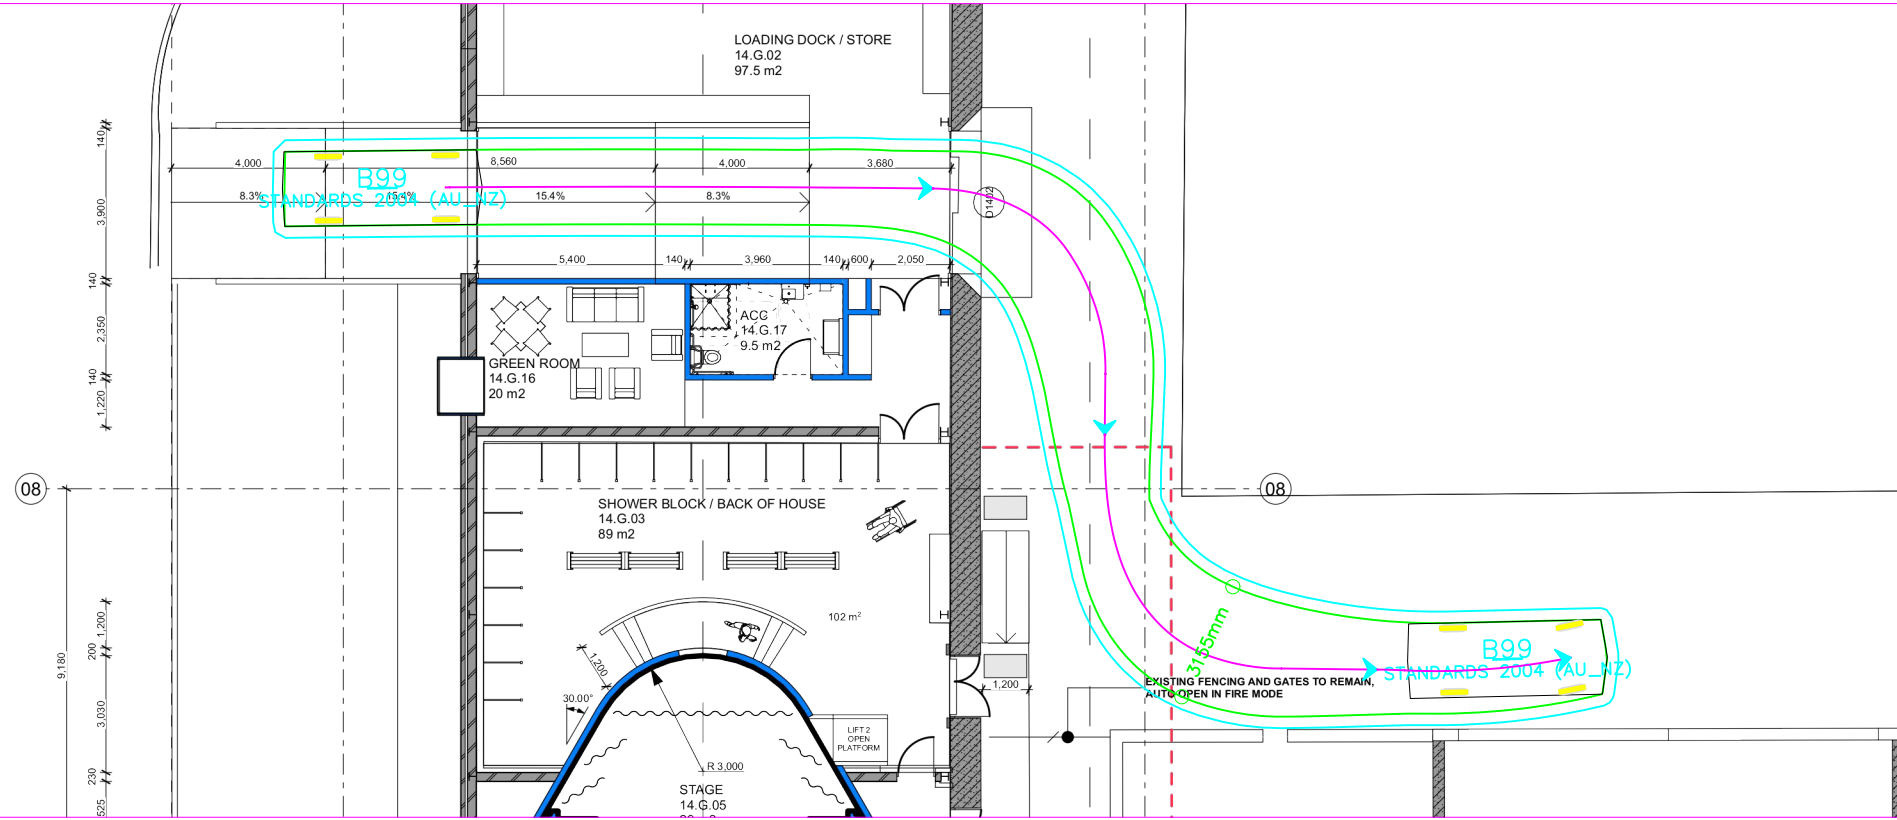 LOADING DOCK / STORE
14.G.02
97.5 m2
140
4,000
8,560
4,000
3,680
B99
STANDARDS 2004 (AU_NZ)
8.3%
15.4%
15.4%
8.3%
D14.02
3,900
5,400
140
3,960
140
600
2,050
140
2,350
140
1,220
ACC
14.G.17
9.5 m2
GREEN ROOM
14.G.16
20 m2
08
08
SHOWER BLOCK / BACK OF HOUSE
14.G.03
89 m2
102 m²
1,200
200
9,180
3,030
230
525
1,200
30.00°
R 3,000
LIFT 2
OPEN
PLATFORM
STAGE
14.G.05
1,200
3155mm
B99
STANDARDS 2004 (AU_NZ)
EXISTING FENCING AND GATES TO REMAIN,
AUTO OPEN IN FIRE MODE